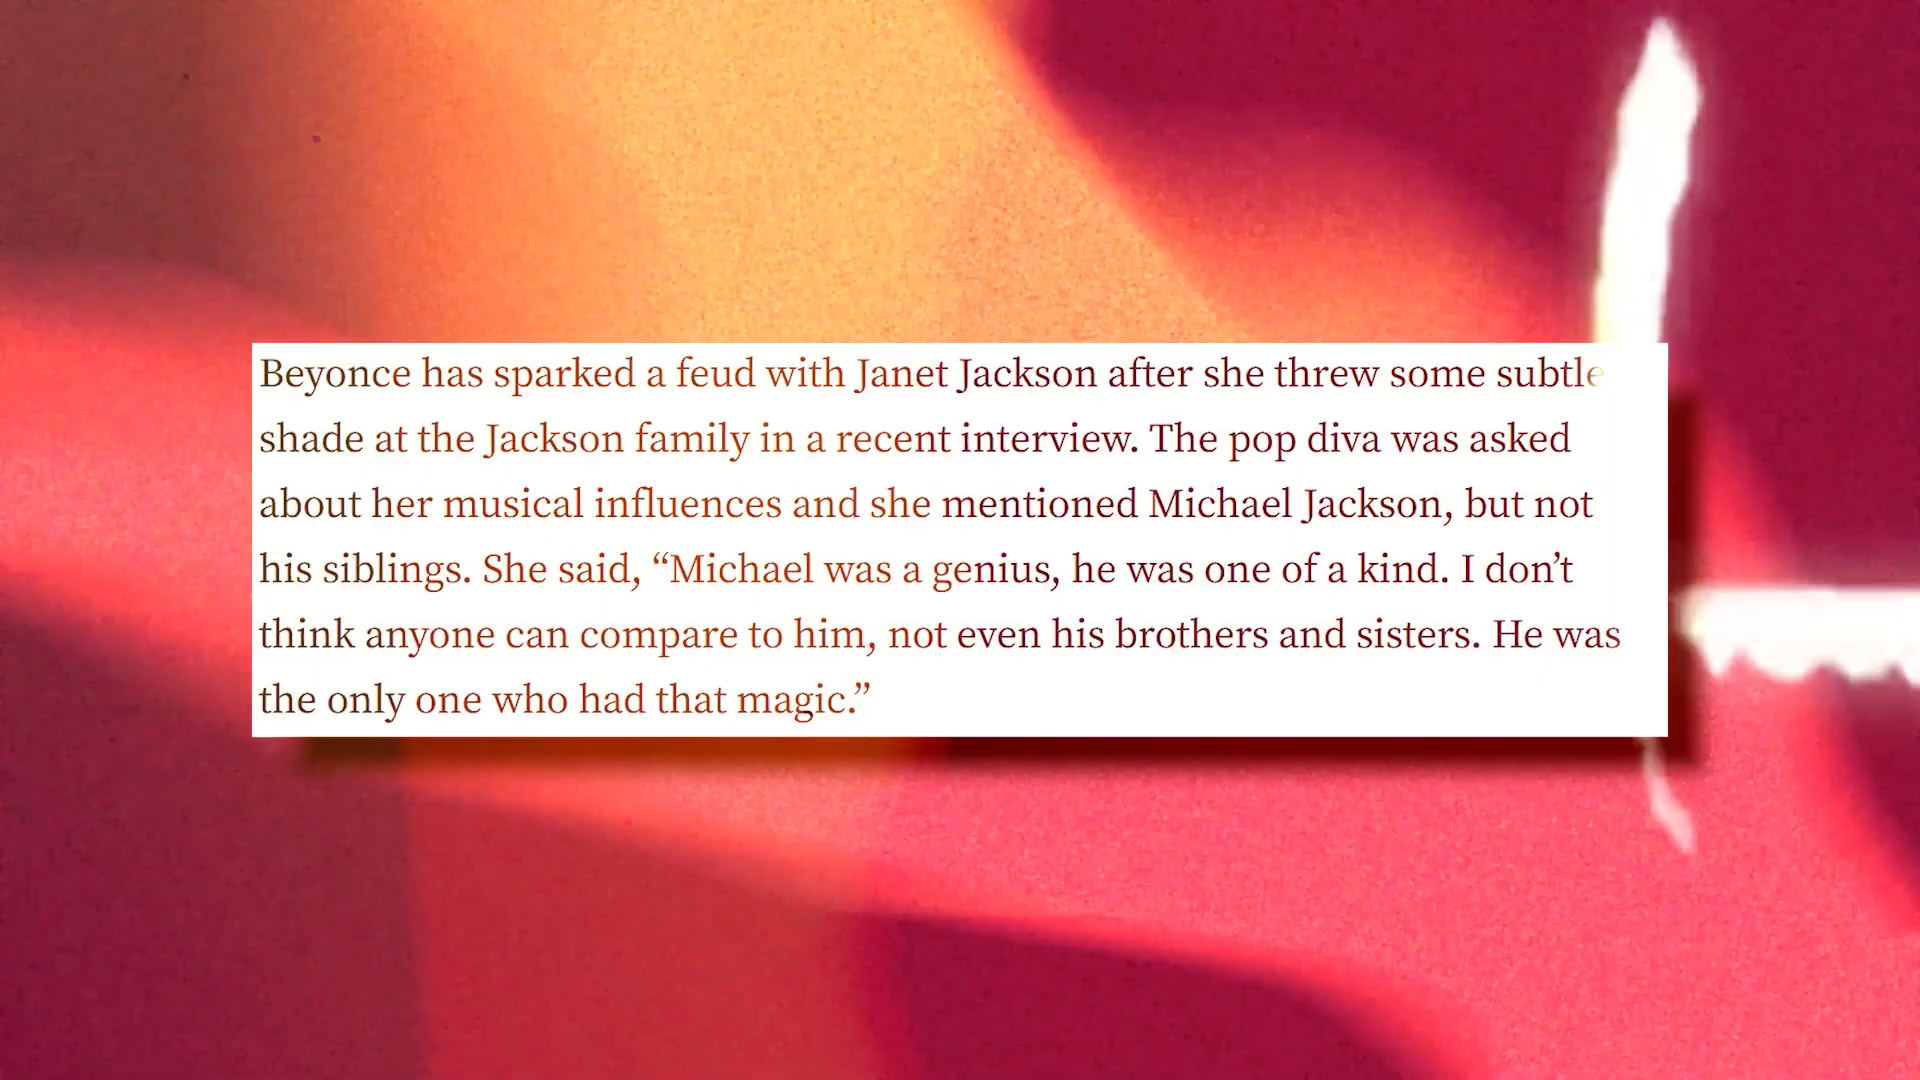 Beyonce has sparked a feud with Janet Jackson after she threw some subtle
shade at the Jackson family in a recent interview. The pop diva was asked
about her musical influences and she mentioned Michael Jackson, but not
his siblings. She said, “Michael was a genius, he was one of a kind. I don’t
think anyone can compare to him, not even his brothers and sisters. He was
the only one who had that magic.”